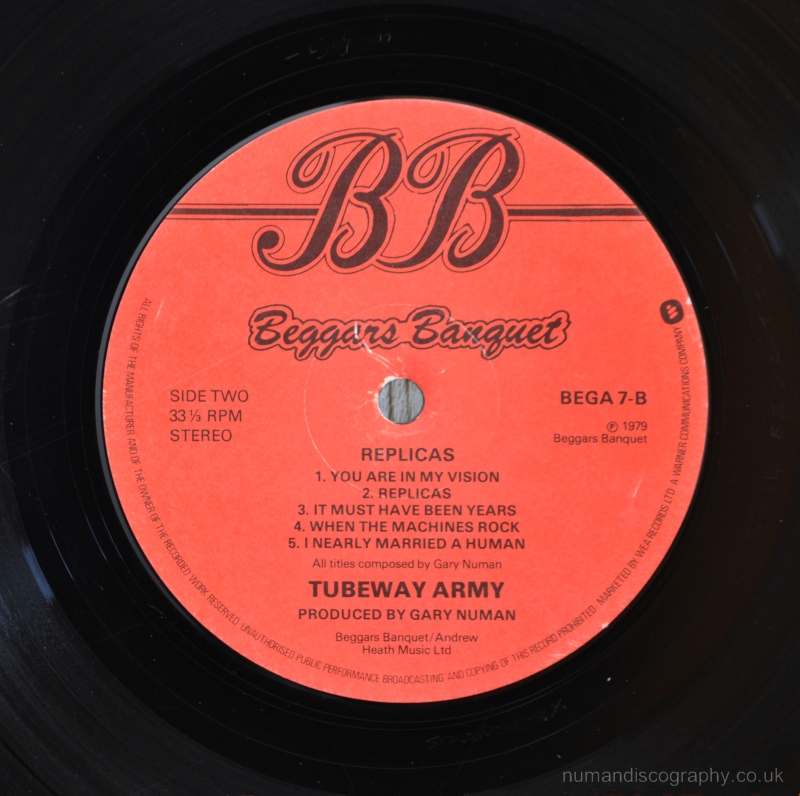 BB
Beggars Banquet
SIDE TWO
33⅓ RPM
STEREO
BEGA 7-B
Ⓟ 1979
Beggars Banquet
REPLICAS
1. YOU ARE IN MY VISION
2. REPLICAS
3. IT MUST HAVE BEEN YEARS
4. WHEN THE MACHINES ROCK
5. I NEARLY MARRIED A HUMAN
All titles composed by Gary Numan
TUBEWAY ARMY
PRODUCED BY GARY NUMAN
Beggars Banquet/Andrew
Heath Music Ltd
ALL RIGHTS OF THE MANUFACTURER AND OF THE OWNER OF THE RECORDED WORK RESERVED · UNAUTHORISED PUBLIC PERFORMANCE BROADCASTING AND COPYING OF THIS RECORD PROHIBITED · MARKETED BY WEA RECORDS LTD · A WARNER COMMUNICATIONS COMPANY
numandiscography.co.uk